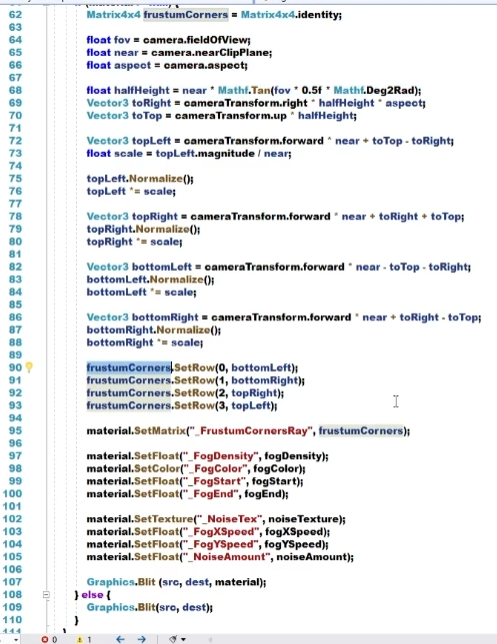 62 Matrix4x4 frustumCorners = Matrix4x4.identity;
63
64 float fov = camera.fieldOfView;
65 float near = camera.nearClipPlane;
66 float aspect = camera.aspect;
67
68 float halfHeight = near * Mathf.Tan(fov * 0.5f * Mathf.Deg2Rad);
69 Vector3 toRight = cameraTransform.right * halfHeight * aspect;
70 Vector3 toTop = cameraTransform.up * halfHeight;
71
72 Vector3 topLeft = cameraTransform.forward * near + toTop - toRight;
73 float scale = topLeft.magnitude / near;
74
75 topLeft.Normalize();
76 topLeft *= scale;
77
78 Vector3 topRight = cameraTransform.forward * near + toRight + toTop;
79 topRight.Normalize();
80 topRight *= scale;
81
82 Vector3 bottomLeft = cameraTransform.forward * near - toTop - toRight;
83 bottomLeft.Normalize();
84 bottomLeft *= scale;
85
86 Vector3 bottomRight = cameraTransform.forward * near + toRight - toTop;
87 bottomRight.Normalize();
88 bottomRight *= scale;
89
90 frustumCorners.SetRow(0, bottomLeft);
91 frustumCorners.SetRow(1, bottomRight);
92 frustumCorners.SetRow(2, topRight);
93 frustumCorners.SetRow(3, topLeft);
94
95 material.SetMatrix("_FrustumCornersRay", frustumCorners);
96
97 material.SetFloat("_FogDensity", fogDensity);
98 material.SetColor("_FogColor", fogColor);
99 material.SetFloat("_FogStart", fogStart);
100 material.SetFloat("_FogEnd", fogEnd);
101
102 material.SetTexture("_NoiseTex", noiseTexture);
103 material.SetFloat("_FogXSpeed", fogXSpeed);
104 material.SetFloat("_FogYSpeed", fogYSpeed);
105 material.SetFloat("_NoiseAmount", noiseAmount);
106
107 Graphics.Blit (src, dest, material);
108 } else {
109 Graphics.Blit(src, dest);
110 }
0 1